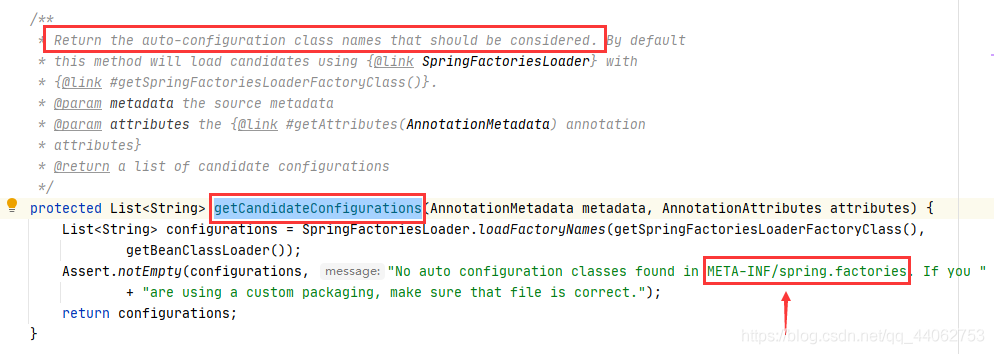 /**
* Return the auto-configuration class names that should be considered. By default
* this method will load candidates using {@link SpringFactoriesLoader} with
* {@link #getSpringFactoriesLoaderFactoryClass()}.
* @param metadata the source metadata
* @param attributes the {@link #getAttributes(AnnotationMetadata) annotation
* attributes}
* @return a list of candidate configurations
*/
protected List<String> getCandidateConfigurations(AnnotationMetadata metadata, AnnotationAttributes attributes) {
List<String> configurations = SpringFactoriesLoader.loadFactoryNames(getSpringFactoriesLoaderFactoryClass(),
getBeanClassLoader());
Assert.notEmpty(configurations, message: "No auto configuration classes found in META-INF/spring.factories. If you "
+ "are using a custom packaging, make sure that file is correct.");
return configurations;
}
https://blog.csdn.net/qq_44062753